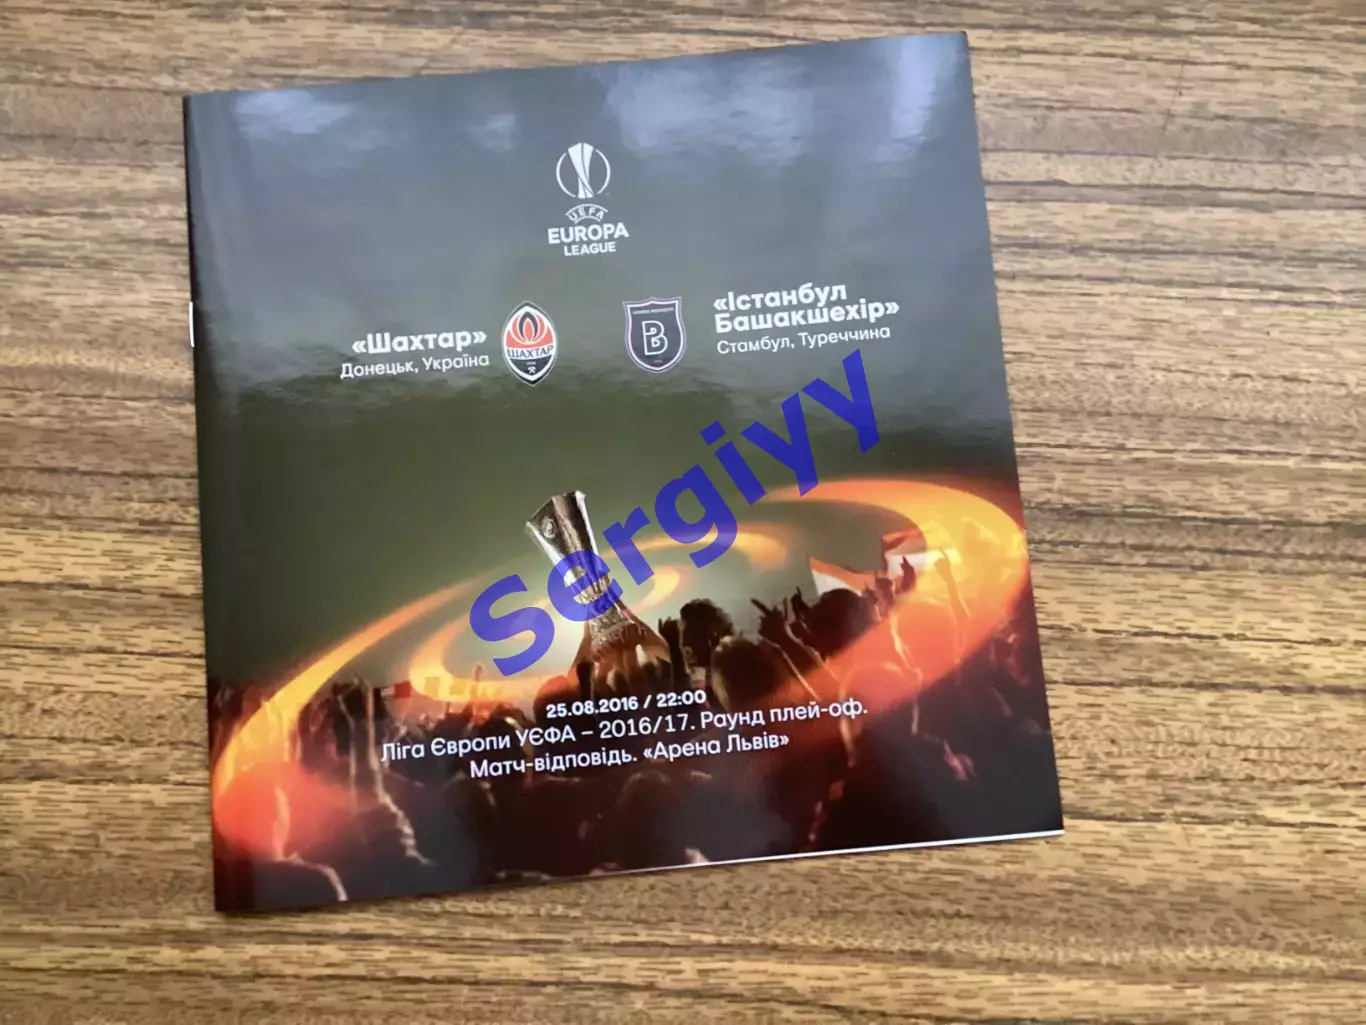 UEFA
EUROPA
LEAGUE
«Шахтар»
Донецьк, Україна
ШАХТАР
«Істанбул
Башакшехір»
Стамбул, Туреччина
B
Sergiyy
25.08.2016 / 22:00
Ліга Європи УЄФА – 2016/17. Раунд плей-оф.
Матч-відповідь. «Арена Львів»